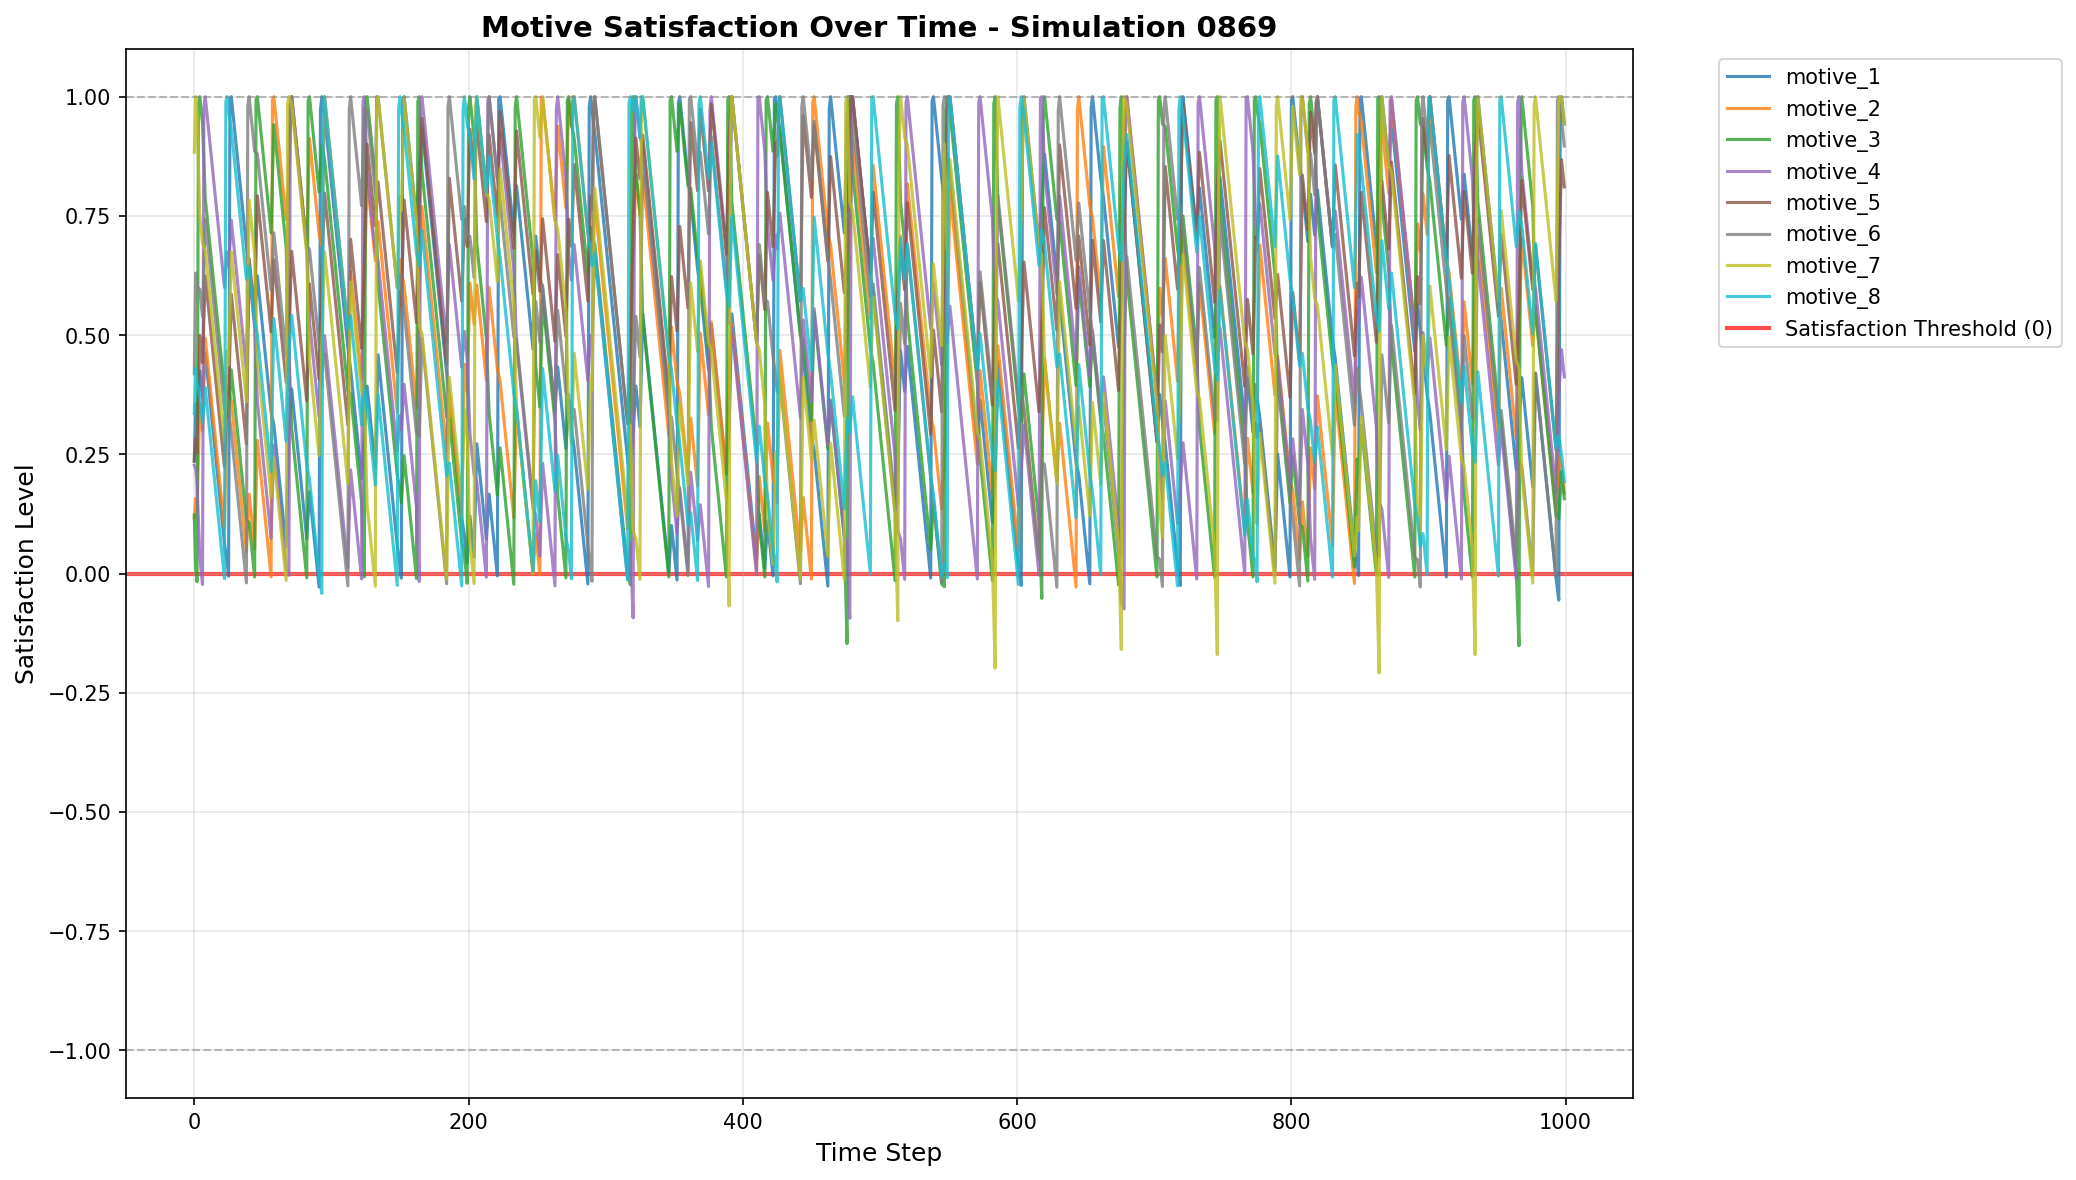 Motive Satisfaction Over Time - Simulation 0869
Satisfaction Level
1.00
0.75
0.50
0.25
0.00
−0.25
−0.50
−0.75
−1.00
0
200
400
600
800
1000
Time Step
motive_1
motive_2
motive_3
motive_4
motive_5
motive_6
motive_7
motive_8
Satisfaction Threshold (0)